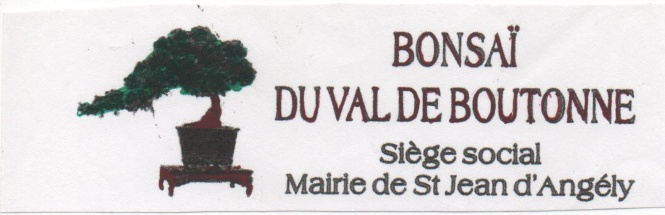 BONSAÏ
DU VAL DE BOUTONNE
Siège social
Mairie de St Jean d'Angély